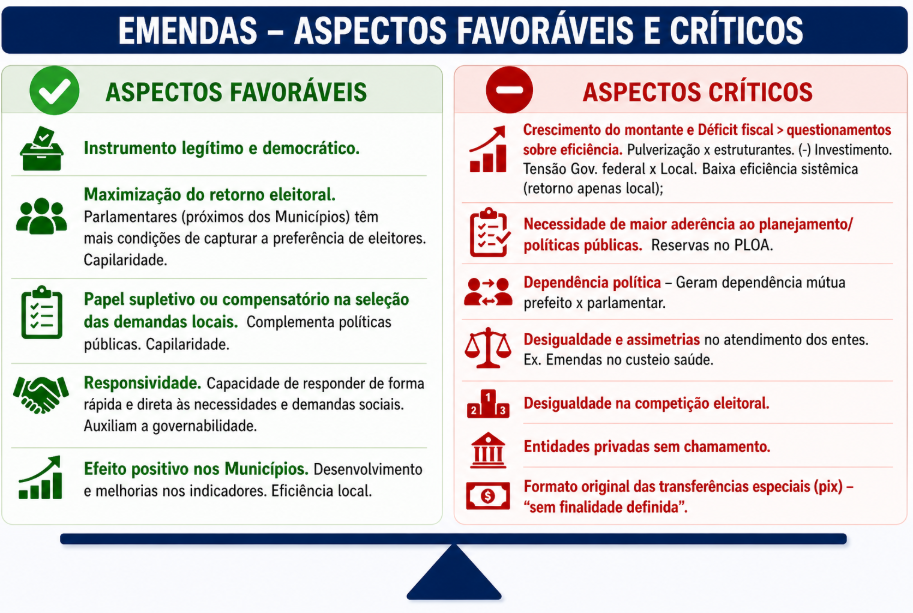 EMENDAS – ASPECTOS FAVORÁVEIS E CRÍTICOS
ASPECTOS FAVORÁVEIS
Instrumento legítimo e democrático.
Maximização do retorno eleitoral.
Parlamentares (próximos dos Municípios) têm
mais condições de capturar a preferência de eleitores.
Capilaridade.
Papel supletivo ou compensatório na seleção
das demandas locais. Complementa políticas
públicas. Capilaridade.
Responsividade. Capacidade de responder de forma
rápida e direta às necessidades e demandas sociais.
Auxiliam a governabilidade.
Efeito positivo nos Municípios. Desenvolvimento
e melhorias nos indicadores. Eficiência local.
ASPECTOS CRÍTICOS
Crescimento do montante e Déficit fiscal > questionamentos
sobre eficiência. Pulverização x estruturantes. (-) Investimento.
Tensão Gov. federal x Local. Baixa eficiência sistêmica
(retorno apenas local);
Necessidade de maior aderência ao planejamento/
políticas públicas. Reservas no PLOA.
Dependência política – Geram dependência mútua
prefeito x parlamentar.
Desigualdade e assimetrias no atendimento dos entes.
Ex. Emendas no custeio saúde.
2 1 3
Desigualdade na competição eleitoral.
Entidades privadas sem chamamento.
$
Formato original das transferências especiais (pix) –
“sem finalidade definida”.